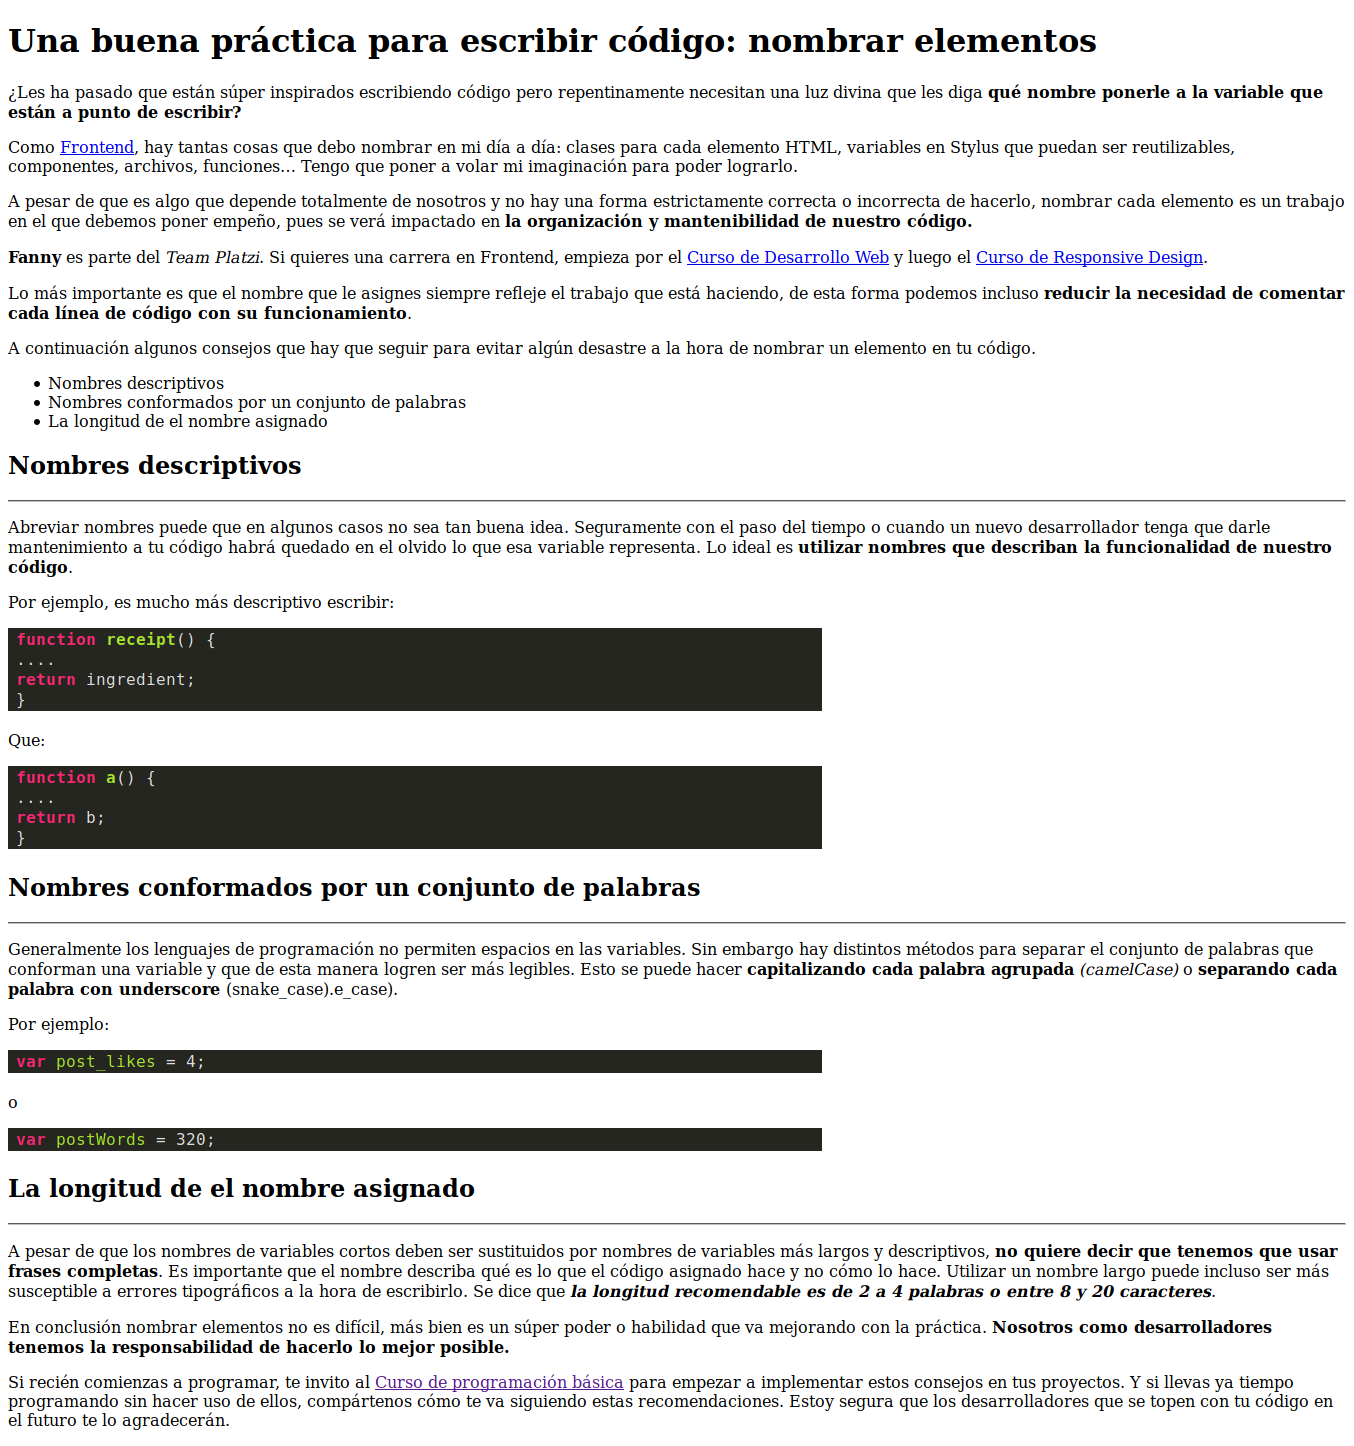 Una buena práctica para escribir código: nombrar elementos
¿Les ha pasado que están súper inspirados escribiendo código pero repentinamente necesitan una luz divina que les diga qué nombre ponerle a la variable que
están a punto de escribir?
Como Frontend, hay tantas cosas que debo nombrar en mi día a día: clases para cada elemento HTML, variables en Stylus que puedan ser reutilizables,
componentes, archivos, funciones… Tengo que poner a volar mi imaginación para poder lograrlo.
A pesar de que es algo que depende totalmente de nosotros y no hay una forma estrictamente correcta o incorrecta de hacerlo, nombrar cada elemento es un trabajo
en el que debemos poner empeño, pues se verá impactado en la organización y mantenibilidad de nuestro código.
Fanny es parte del Team Platzi. Si quieres una carrera en Frontend, empieza por el Curso de Desarrollo Web y luego el Curso de Responsive Design.
Lo más importante es que el nombre que le asignes siempre refleje el trabajo que está haciendo, de esta forma podemos incluso reducir la necesidad de comentar
cada línea de código con su funcionamiento.
A continuación algunos consejos que hay que seguir para evitar algún desastre a la hora de nombrar un elemento en tu código.
• Nombres descriptivos
• Nombres conformados por un conjunto de palabras
• La longitud de el nombre asignado
Nombres descriptivos
Abreviar nombres puede que en algunos casos no sea tan buena idea. Seguramente con el paso del tiempo o cuando un nuevo desarrollador tenga que darle
mantenimiento a tu código habrá quedado en el olvido lo que esa variable representa. Lo ideal es utilizar nombres que describan la funcionalidad de nuestro
código.
Por ejemplo, es mucho más descriptivo escribir:
function receipt() {
....
return ingredient;
}
Que:
function a() {
....
return b;
}
Nombres conformados por un conjunto de palabras
Generalmente los lenguajes de programación no permiten espacios en las variables. Sin embargo hay distintos métodos para separar el conjunto de palabras que
conforman una variable y que de esta manera logren ser más legibles. Esto se puede hacer capitalizando cada palabra agrupada (camelCase) o separando cada
palabra con underscore (snake_case).e_case).
Por ejemplo:
var post_likes = 4;
o
var postWords = 320;
La longitud de el nombre asignado
A pesar de que los nombres de variables cortos deben ser sustituidos por nombres de variables más largos y descriptivos, no quiere decir que tenemos que usar
frases completas. Es importante que el nombre describa qué es lo que el código asignado hace y no cómo lo hace. Utilizar un nombre largo puede incluso ser más
susceptible a errores tipográficos a la hora de escribirlo. Se dice que la longitud recomendable es de 2 a 4 palabras o entre 8 y 20 caracteres.
En conclusión nombrar elementos no es difícil, más bien es un súper poder o habilidad que va mejorando con la práctica. Nosotros como desarrolladores
tenemos la responsabilidad de hacerlo lo mejor posible.
Si recién comienzas a programar, te invito al Curso de programación básica para empezar a implementar estos consejos en tus proyectos. Y si llevas ya tiempo
programando sin hacer uso de ellos, compártenos cómo te va siguiendo estas recomendaciones. Estoy segura que los desarrolladores que se topen con tu código en
el futuro te lo agradecerán.